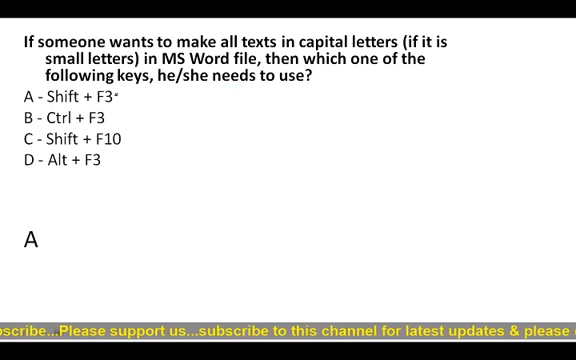 If someone wants to make all texts in capital letters (if it is
small letters) in MS Word file, then which one of the
following keys, he/she needs to use?
A - Shift + F3
B - Ctrl + F3
C - Shift + F10
D - Alt + F3
A
bscribe...Please support us...subscribe to this channel for latest updates & please